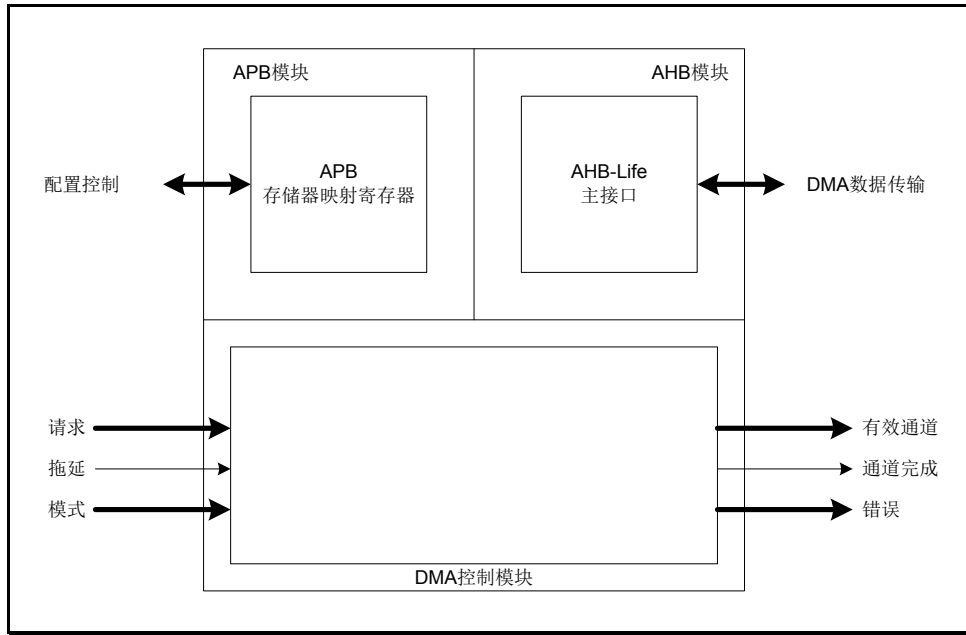 APB模块
AHB模块
APB
存储器映射寄存器
AHB-Life
主接口
配置控制
DMA数据传输
请求
拖延
模式
有效通道
通道完成
错误
DMA控制模块